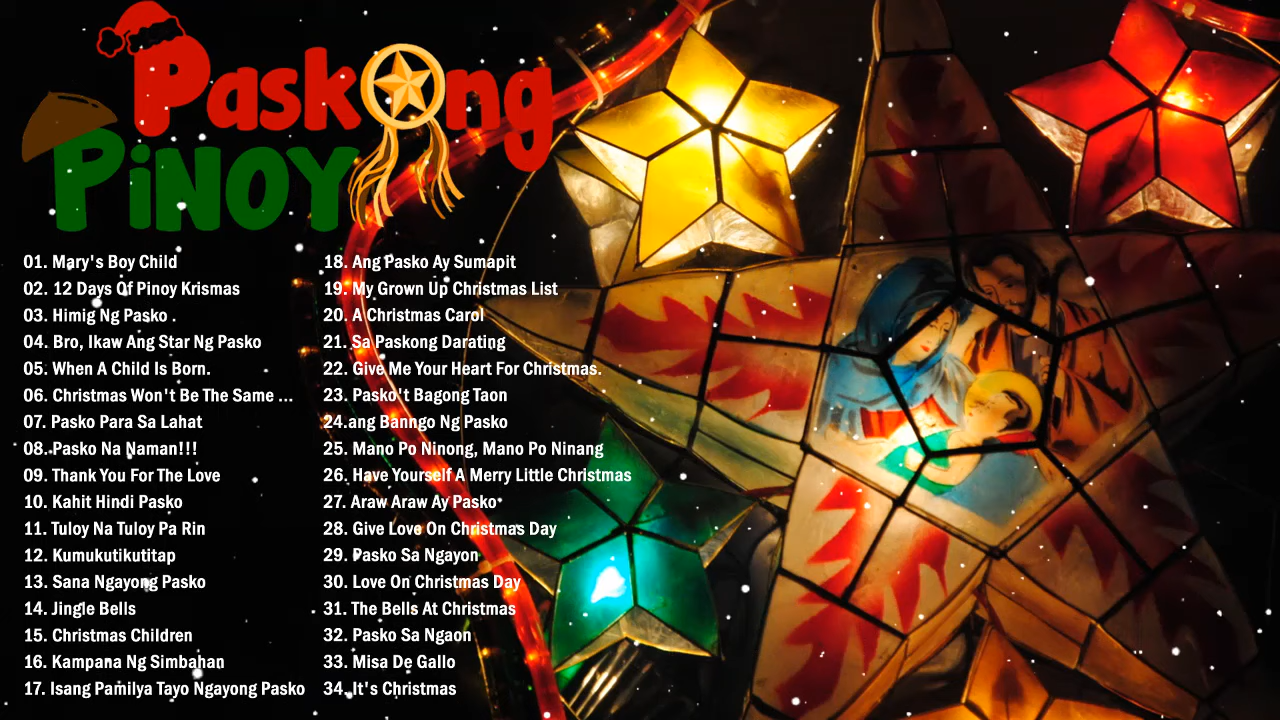 Paskong
PiNOY
01. Mary's Boy Child
02. 12 Days Of Pinoy Krismas
03. Himig Ng Pasko .
04. Bro, Ikaw Ang Star Ng Pasko
05. When A Child Is Born.
06. Christmas Won't Be The Same ...
07. Pasko Para Sa Lahat
08. Pasko Na Naman!!!
09. Thank You For The Love
10. Kahit Hindi Pasko
11. Tuloy Na Tuloy Pa Rin
12. Kumukutikutitap
13. Sana Ngayong Pasko
14. Jingle Bells
15. Christmas Children
16. Kampana Ng Simbahan
17. Isang Pamilya Tayo Ngayong Pasko
18. Ang Pasko Ay Sumapit
19. My Grown Up Christmas List
20. A Christmas Carol
21. Sa Paskong Darating
22. Give Me Your Heart For Christmas.
23. Pasko't Bagong Taon
24.ang Banngo Ng Pasko
25. Mano Po Ninong, Mano Po Ninang
26. Have Yourself A Merry Little Christmas
27. Araw Araw Ay Pasko
28. Give Love On Christmas Day
29. Pasko Sa Ngayon
30. Love On Christmas Day
31. The Bells At Christmas
32. Pasko Sa Ngaon
33. Misa De Gallo
34. It's Christmas